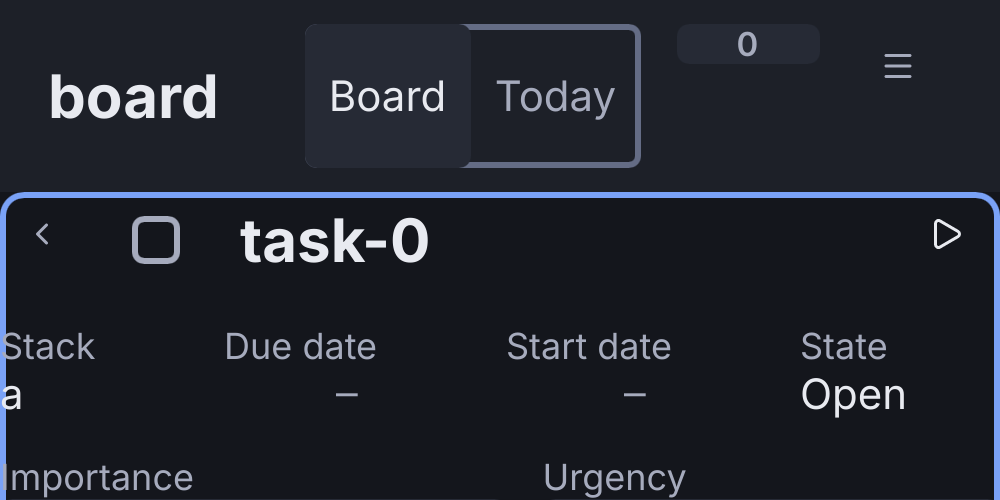 board Board Today 0
task-0
Stack Due date Start date State
a – – Open
Importance Urgency